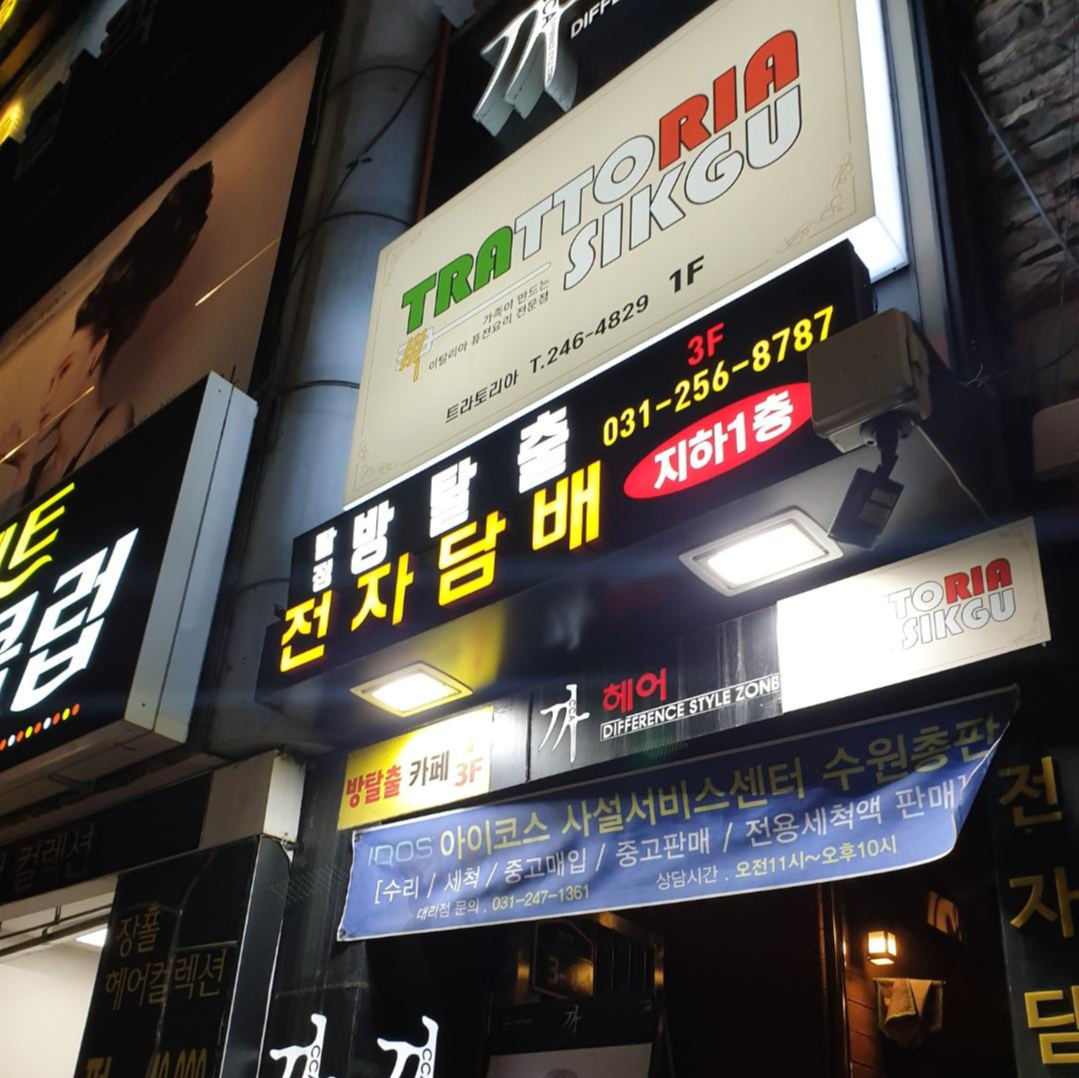 까
TRATTORIA
SIKGU
가족이 만드는
이탈리아 퓨전요리 전문점
트라토리아 T.246-4829 1F
방탈출
3F
031-256-8787
전자담배
지하1층
클럽
TORIA
SIKGU
까 헤어
DIFFERENCE STYLE ZONE
방탈출 카페 3F
IQOS 아이코스 사설서비스센터 수원총판
[수리 / 세척 / 중고매입 / 중고판매 / 전용세척액 판매]
대리점 문의 . 031-247-1361
상담시간 . 오전11시~오후10시
컬렉션
장폴
헤어컬렉션
까
까
전
자
담